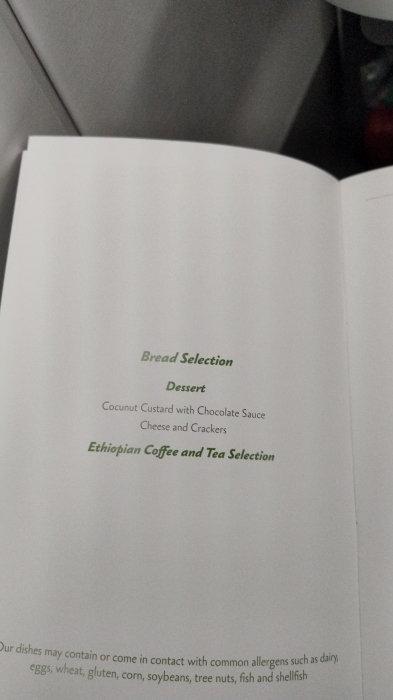 Bread Selection
Dessert
Coconut Custard with Chocolate Sauce
Cheese and Crackers
Ethiopian Coffee and Tea Selection
Our dishes may contain or come in contact with common allergens such as dairy,
eggs, wheat, gluten, corn, soybeans, tree nuts, fish and shellfish